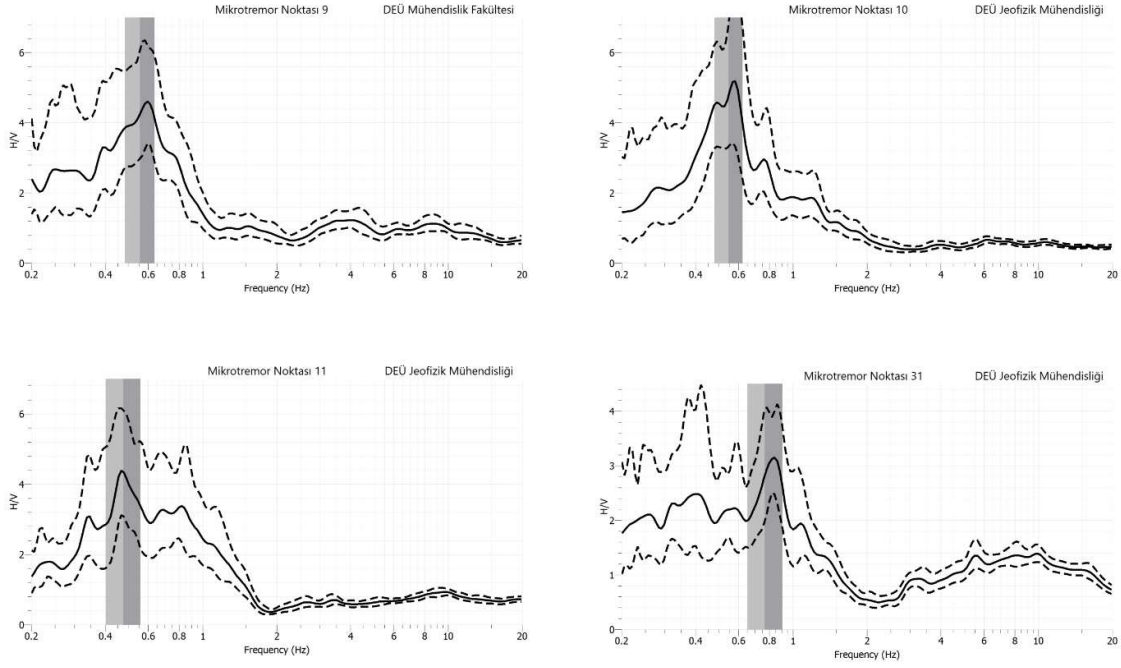 Mikrotremor Noktası 9 DEÜ Mühendislik Fakültesi
H/V
6
4
2
0
0.2 0.4 0.6 0.8 1 2 4 6 8 10 20
Frequency (Hz)
Mikrotremor Noktası 10 DEÜ Jeofizik Mühendisliği
H/V
6
4
2
0
0.2 0.4 0.6 0.8 1 2 4 6 8 10 20
Frequency (Hz)
Mikrotremor Noktası 11 DEÜ Jeofizik Mühendisliği
H/V
6
4
2
0
0.2 0.4 0.6 0.8 1 2 4 6 8 10 20
Frequency (Hz)
Mikrotremor Noktası 31 DEÜ Jeofizik Mühendisliği
H/V
4
3
2
1
0
0.2 0.4 0.6 0.8 1 2 4 6 8 10 20
Frequency (Hz)